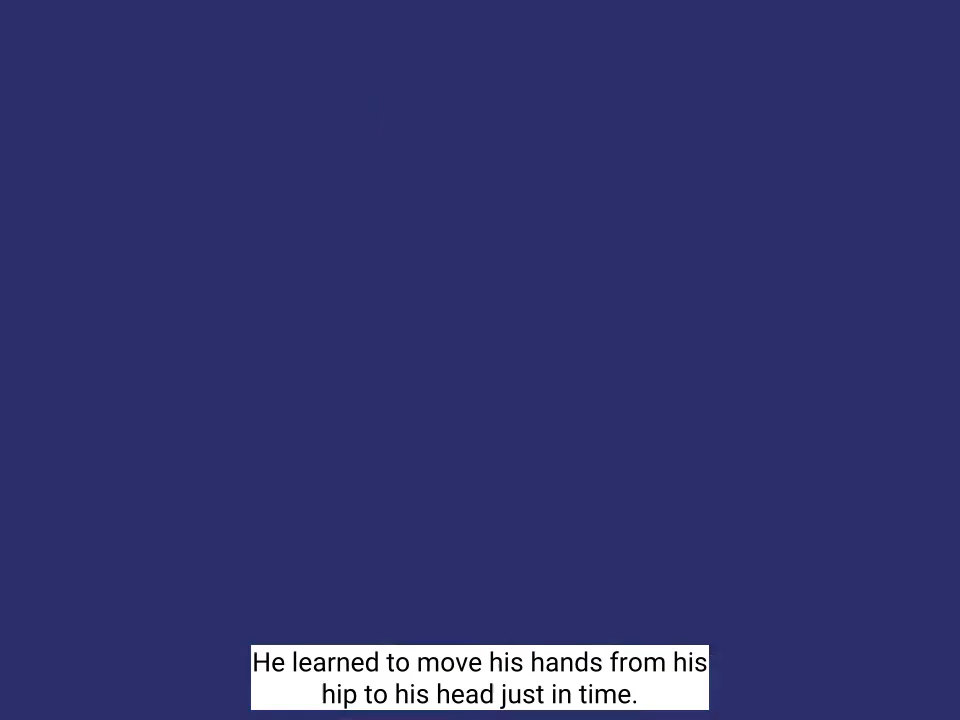 He learned to move his hands from his
hip to his head just in time.